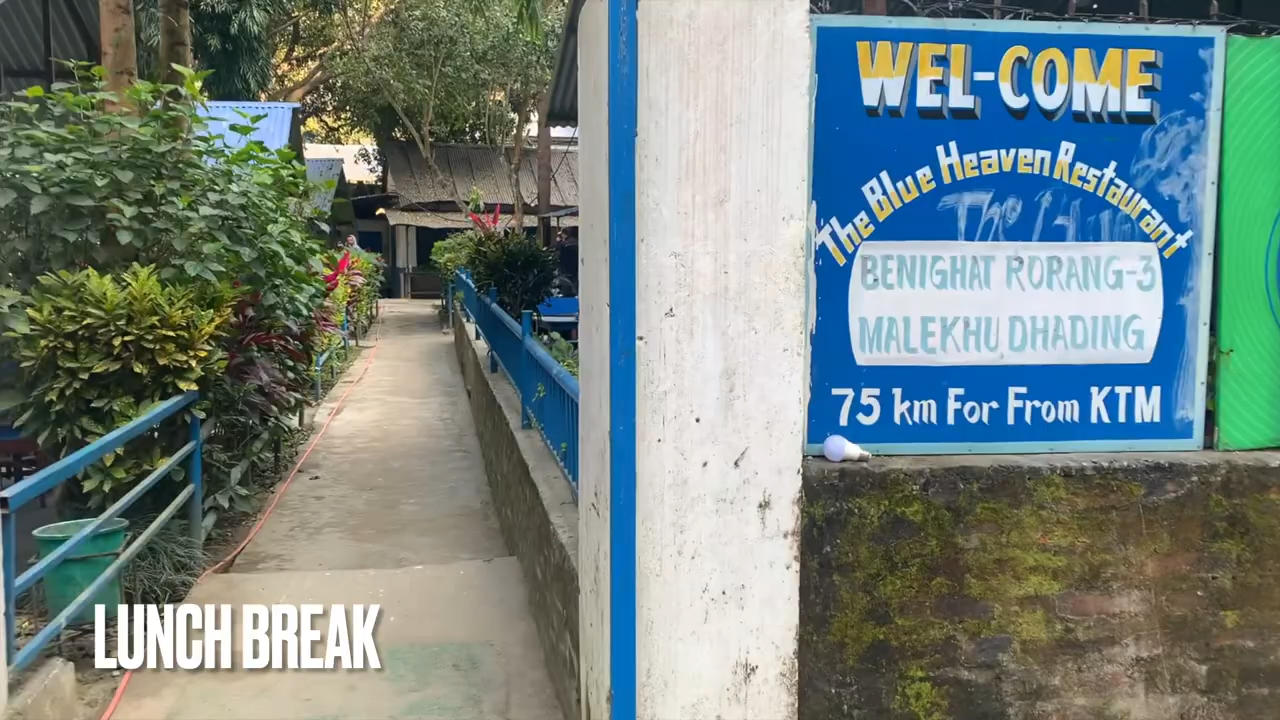 WEL-COME
The Blue Heaven Restaurant
BENIGHAT RORANG-3
MALEKHU DHADING
75 km For From KTM
LUNCH BREAK